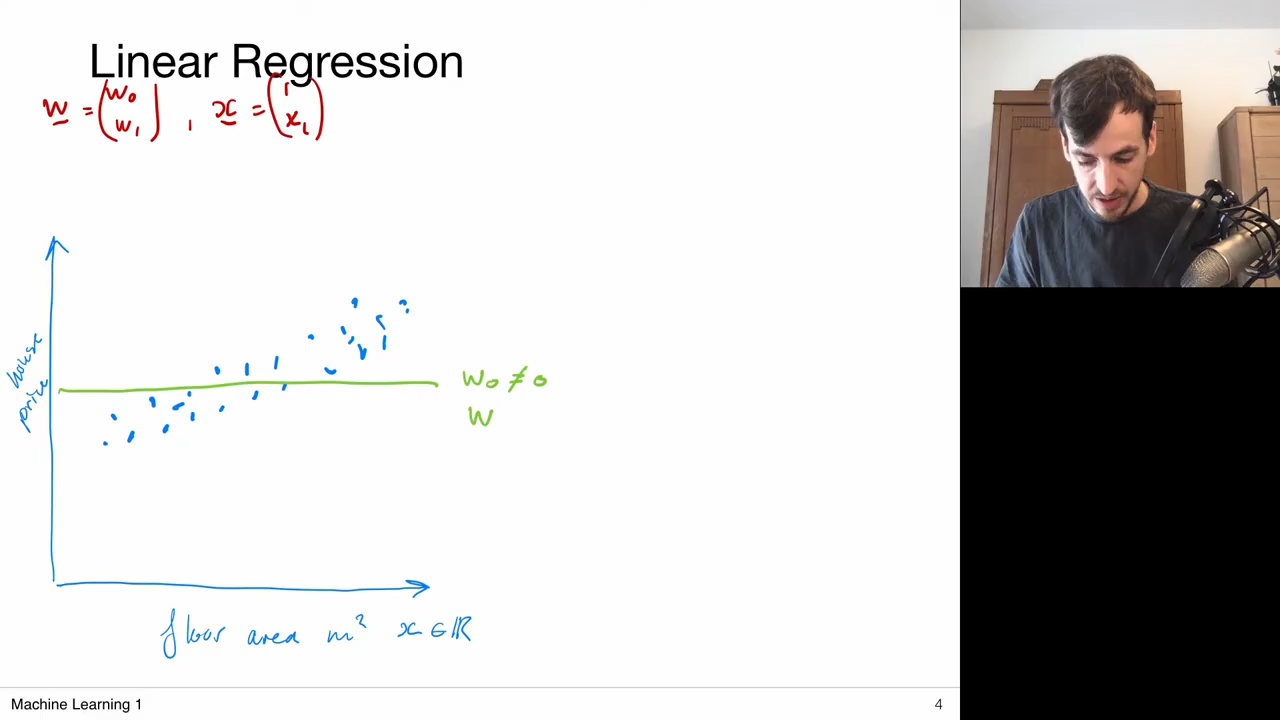 Linear Regression
w = (w₀ w₁) , x = (1 x₁)
house price
w₀ ≠ 0
w
floor area m² x ∈ ℝ
Machine Learning 1
4